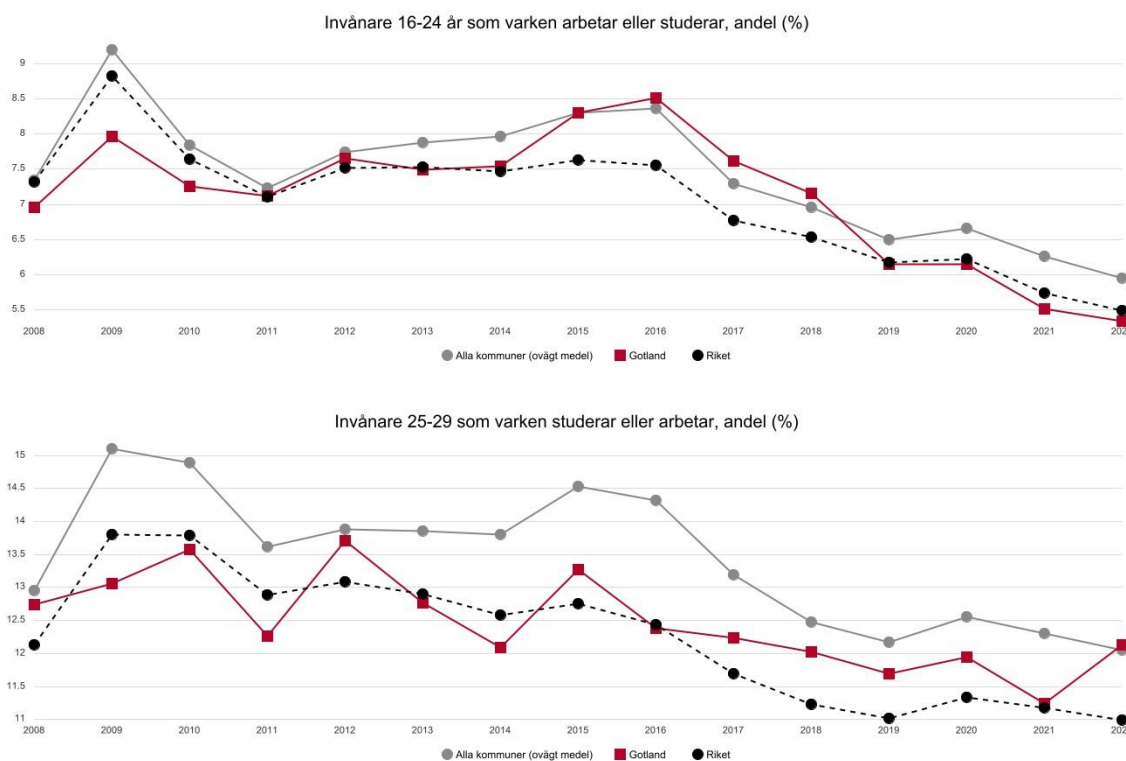 Invånare 16-24 år som varken arbetar eller studerar, andel (%)
9
8.5
8
7.5
7
6.5
6
5.5
2008 2009 2010 2011 2012 2013 2014 2015 2016 2017 2018 2019 2020 2021 202
Alla kommuner (ovägt medel) Gotland Riket
Invånare 25-29 som varken studerar eller arbetar, andel (%)
15
14.5
14
13.5
13
12.5
12
11.5
11
2008 2009 2010 2011 2012 2013 2014 2015 2016 2017 2018 2019 2020 2021 202
Alla kommuner (ovägt medel) Gotland Riket